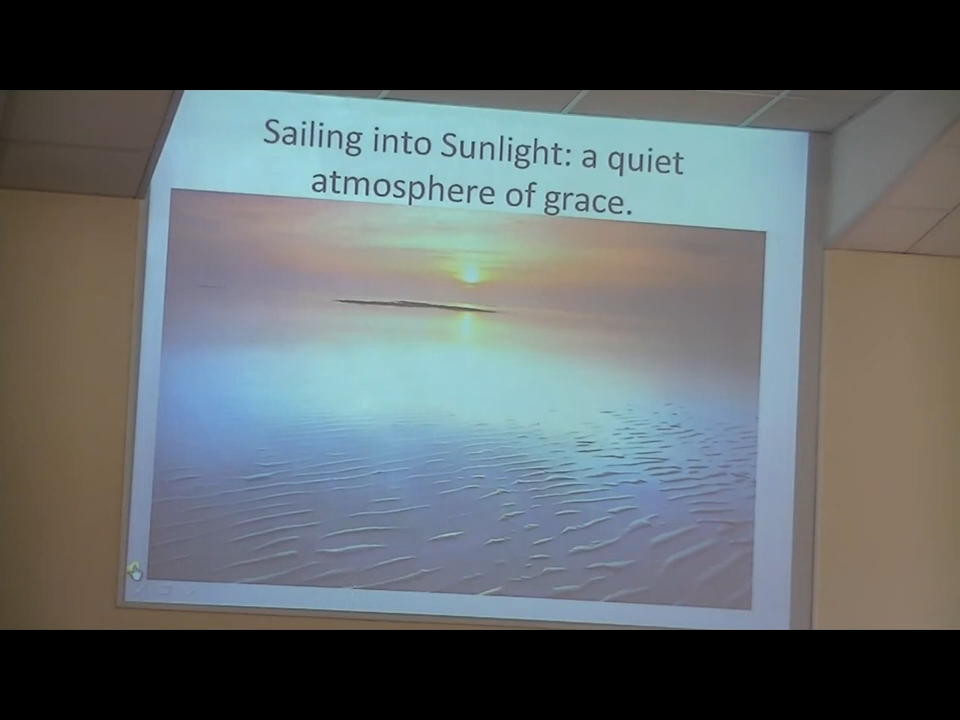 Sailing into Sunlight: a quiet
atmosphere of grace.